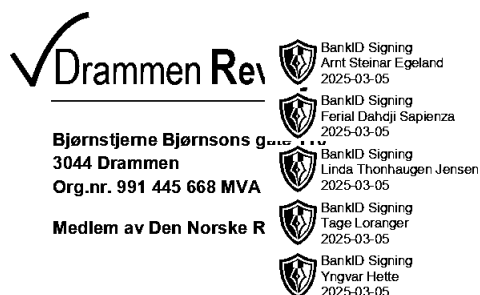 Drammen Rev
Bjørnstjerne Bjørnsons gate 110
3044 Drammen
Org.nr. 991 445 668 MVA
Medlem av Den Norske R
BankID Signing
Arnt Steinar Egeland
2025-03-05
BankID Signing
Ferial Dahdji Sapienza
2025-03-05
BankID Signing
Linda Thonhaugen Jensen
2025-03-05
BankID Signing
Tage Loranger
2025-03-05
BankID Signing
Yngvar Hette
2025-03-05